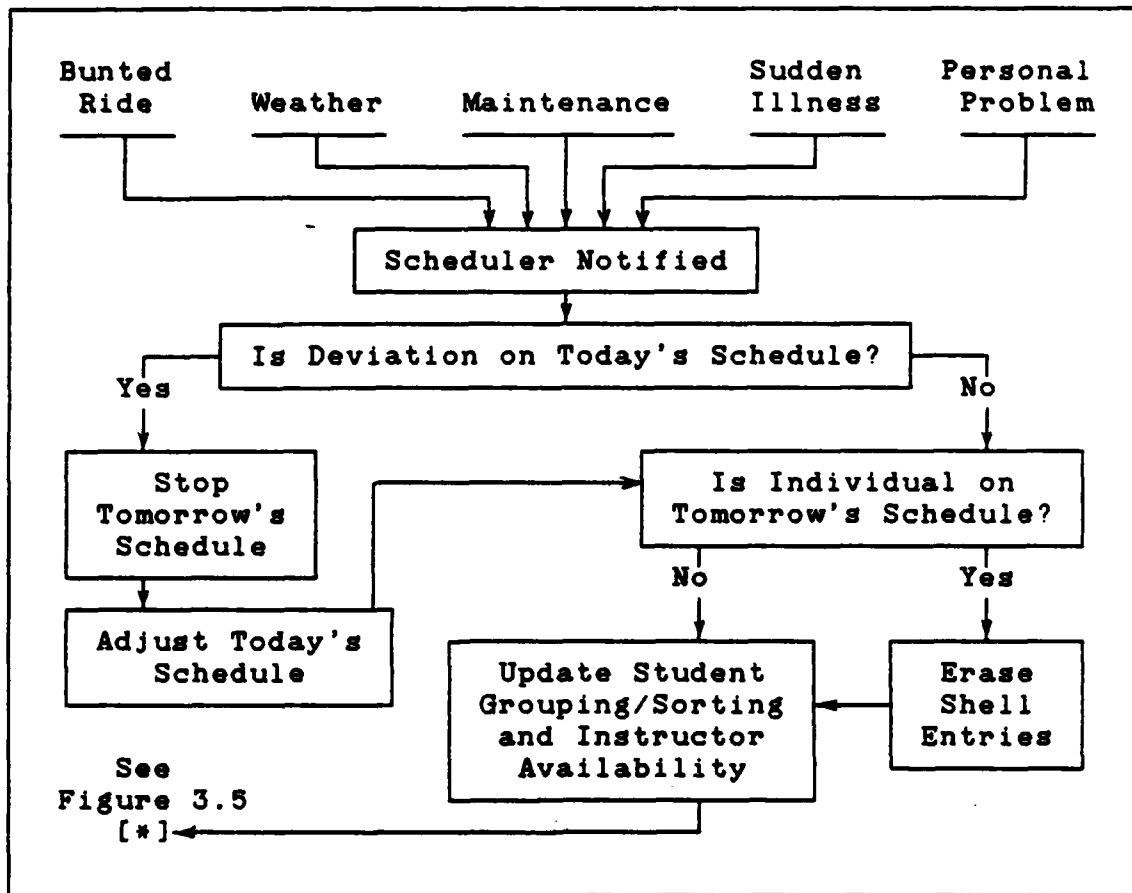 Bunted
Ride
Weather
Maintenance
Sudden
Illness
Personal
Problem
Scheduler Notified
Is Deviation on Today's Schedule?
Yes
No
Stop
Tomorrow's
Schedule
Is Individual on
Tomorrow's Schedule?
No
Yes
Adjust Today's
Schedule
Update Student
Grouping/Sorting
and Instructor
Availability
Erase
Shell
Entries
See
Figure 3.5
[*]